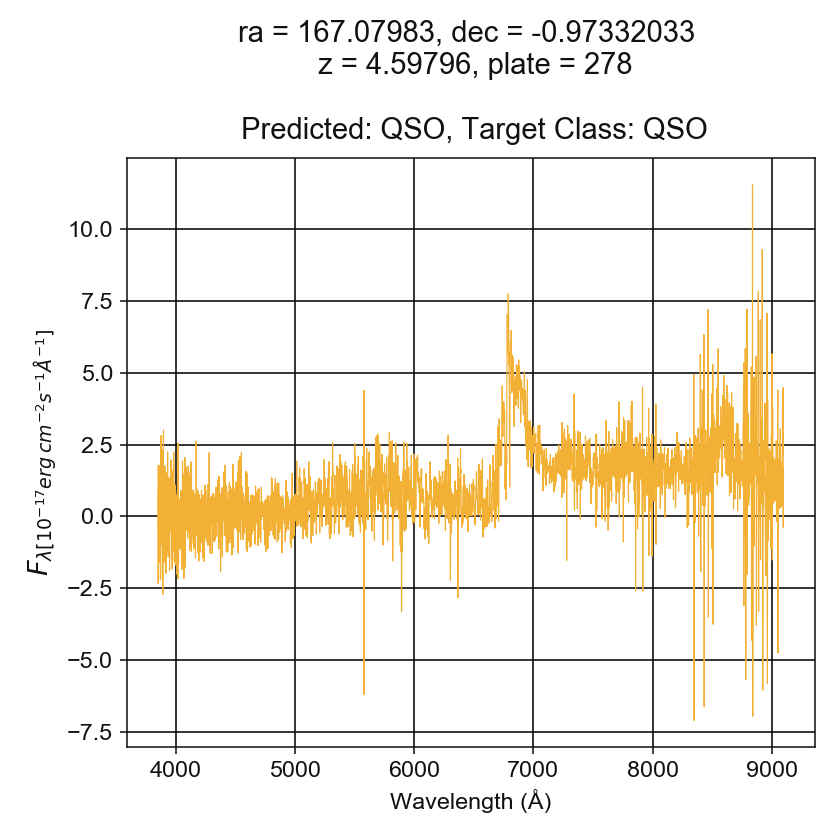 ra = 167.07983, dec = -0.97332033
z = 4.59796, plate = 278
Predicted: QSO, Target Class: QSO
F_{λ[10^{−17}erg cm^{−2}s^{−1}Å^{−1}]}
10.0
7.5
5.0
2.5
0.0
−2.5
−5.0
−7.5
4000 5000 6000 7000 8000 9000
Wavelength (Å)